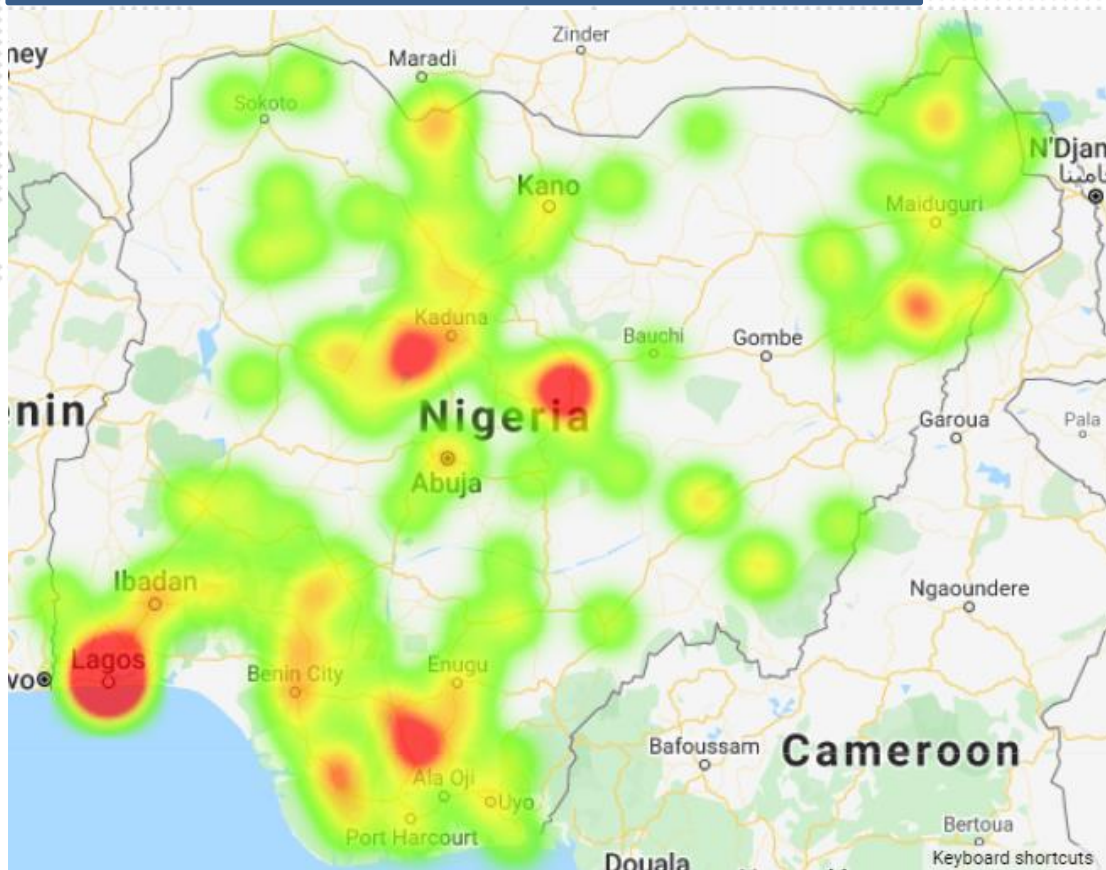 Zinder
ney
Maradi
Sokoto
N'Djam
Kano
Maiduguri
Kaduna
Bauchi
Gombe
nin
Nigeria
Garoua
Pala
Abuja
Ibadan
Ngaoundere
Lagos
vo
Benin City
Enugu
Bafoussam
Cameroon
Ala Oji
Uyo
Port Harcourt
Bertoua
Douala
Keyboard shortcuts